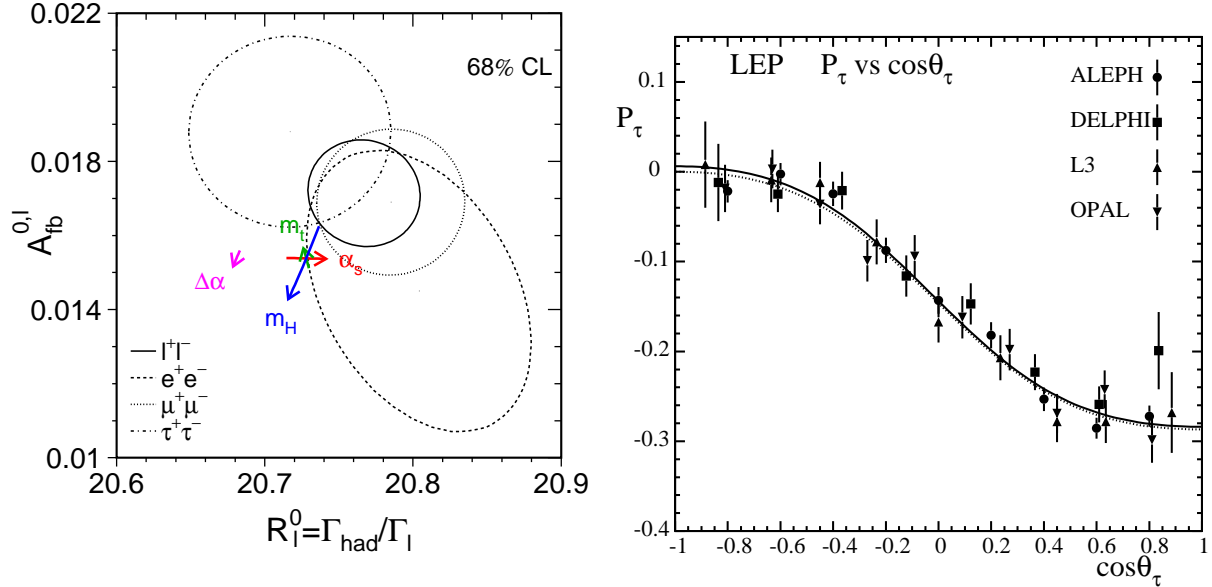 0.022
0.018
0.014
0.01
A_fb^0,l
68% CL
m_t
α_s
Δα
m_H
l⁺l⁻
e⁺e⁻
μ⁺μ⁻
τ⁺τ⁻
20.6 20.7 20.8 20.9
R_l^0=Γ_had/Γ_l
LEP P_τ vs cosθ_τ
ALEPH
DELPHI
L3
OPAL
P_τ
0.1
0
-0.1
-0.2
-0.3
-0.4
-1 -0.8 -0.6 -0.4 -0.2 0 0.2 0.4 0.6 0.8 1
cosθ_τ